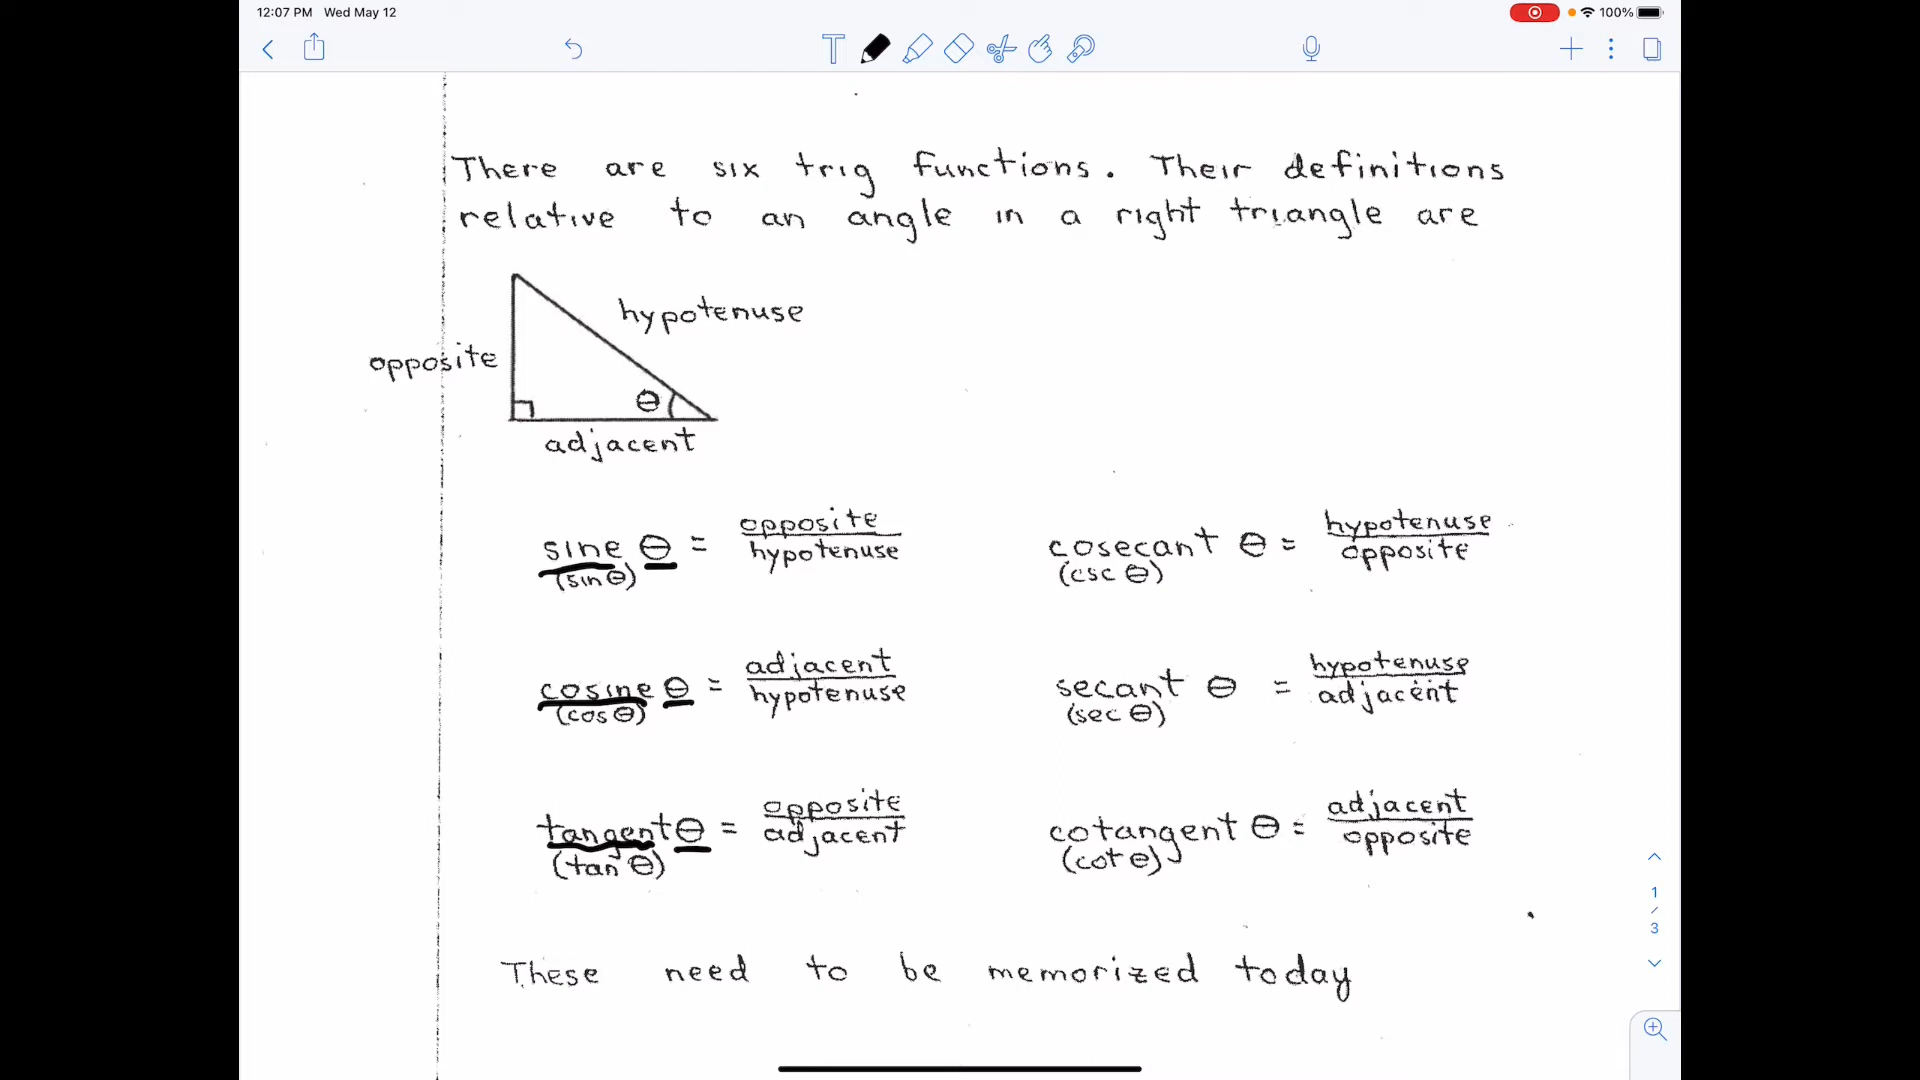 12:07 PM Wed May 12
100%
There are six trig functions. Their definitions
relative to an angle in a right triangle are
hypotenuse
opposite
θ
adjacent
sine θ = opposite/hypotenuse
(sin θ)
cosecant θ = hypotenuse/opposite
(csc θ)
cosine θ = adjacent/hypotenuse
(cos θ)
secant θ = hypotenuse/adjacent
(sec θ)
tangent θ = opposite/adjacent
(tan θ)
cotangent θ = adjacent/opposite
(cot θ)
1
/
3
These need to be memorized today